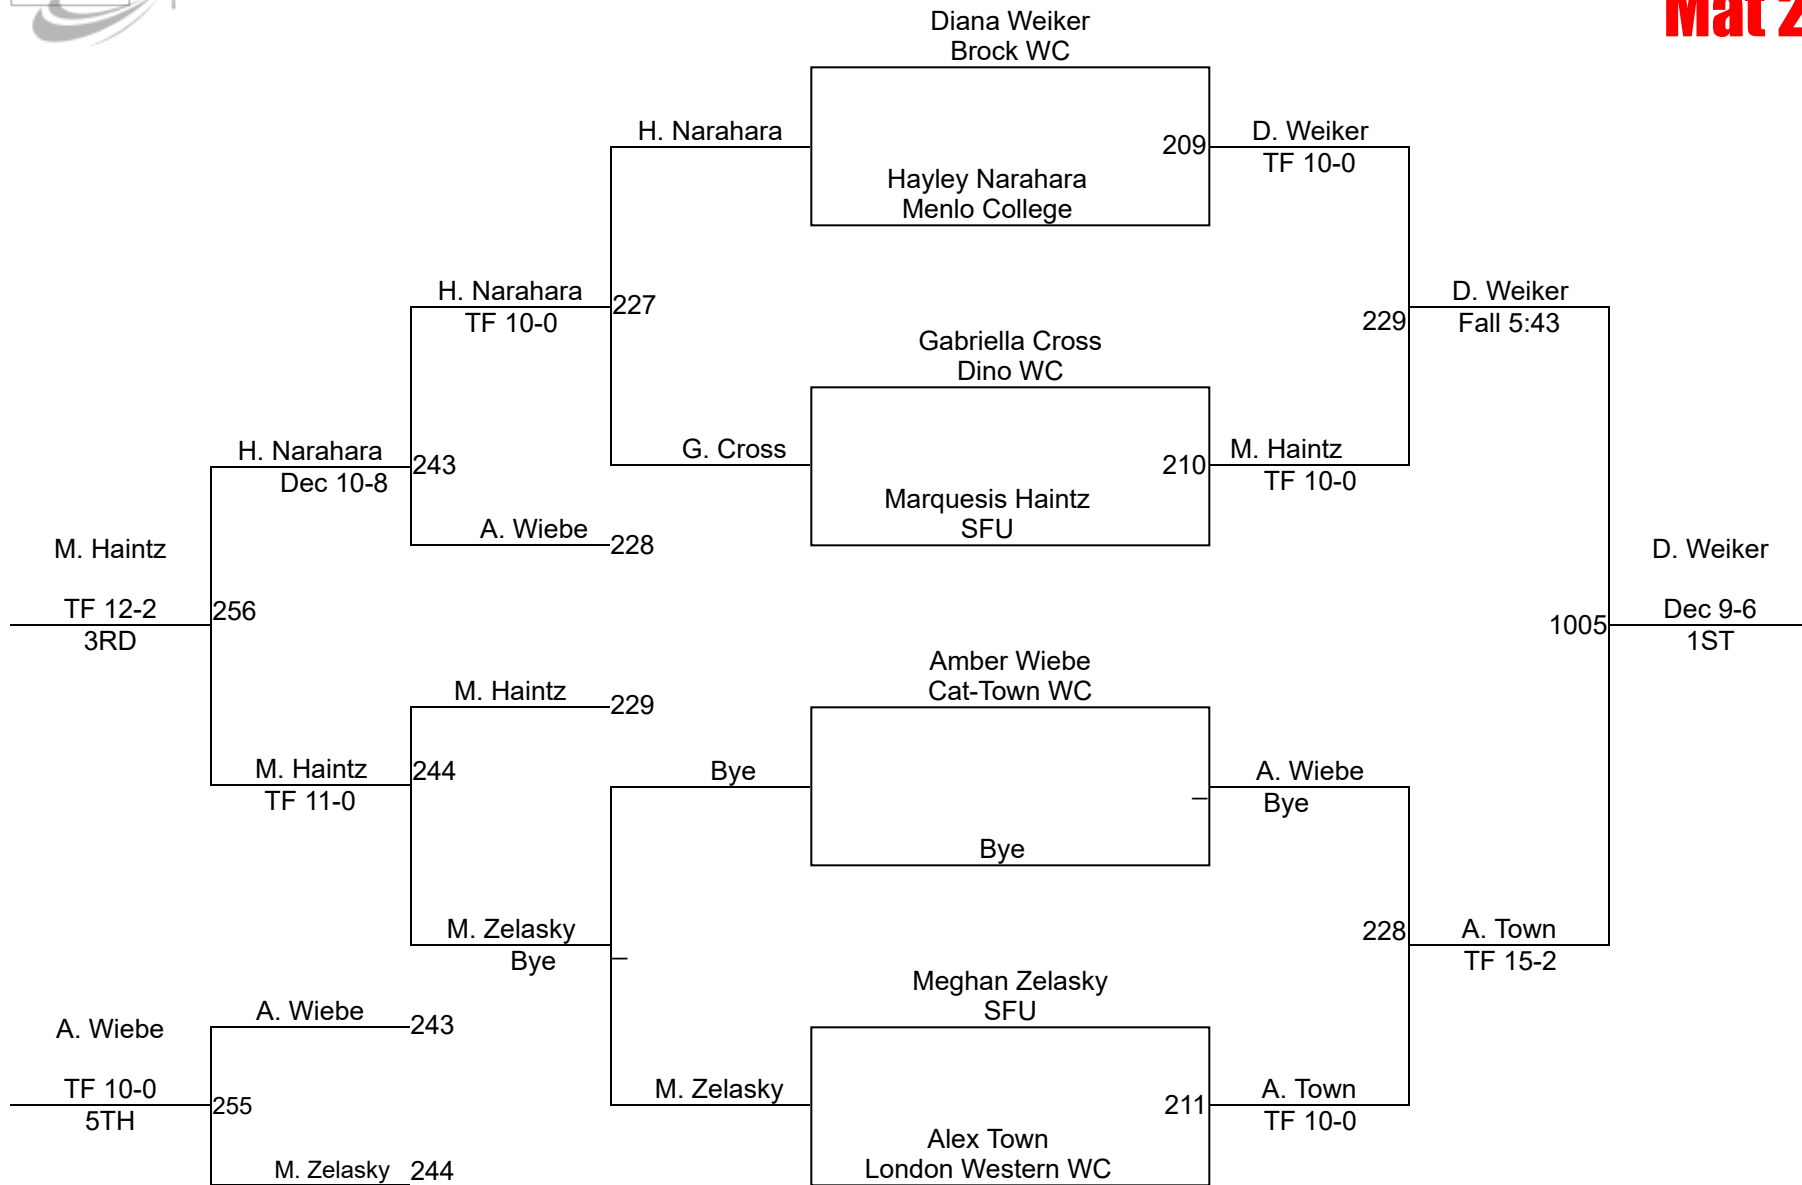 Mat 2
Diana Weiker
Brock WC
H. Narahara
209
D. Weiker
TF 10-0
Hayley Narahara
Menlo College
H. Narahara
TF 10-0
227
D. Weiker
Fall 5:43
229
Gabriella Cross
Dino WC
H. Narahara
Dec 10-8
243
G. Cross
210
M. Haintz
TF 10-0
Marquesis Haintz
SFU
A. Wiebe
228
M. Haintz
TF 12-2
3RD
256
D. Weiker
1005
Dec 9-6
1ST
Amber Wiebe
Cat-Town WC
M. Haintz
229
M. Haintz
TF 11-0
244
Bye
A. Wiebe
Bye
Bye
M. Zelasky
Bye
228
A. Town
TF 15-2
Meghan Zelasky
SFU
A. Wiebe
243
A. Wiebe
TF 10-0
5TH
255
M. Zelasky
211
A. Town
TF 10-0
Alex Town
London Western WC
M. Zelasky
244